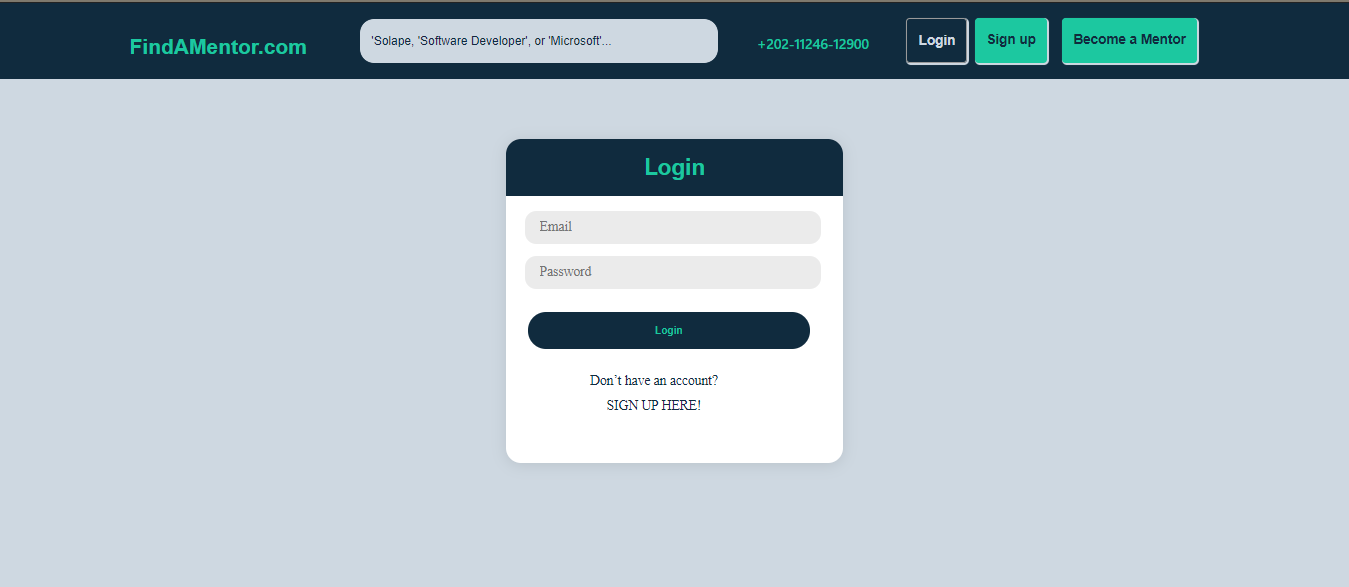 FindAMentor.com
'Solape, 'Software Developer', or 'Microsoft'...
+202-11246-12900
Login
Sign up
Become a Mentor
Login
Email
Password
Login
Don’t have an account?
SIGN UP HERE!